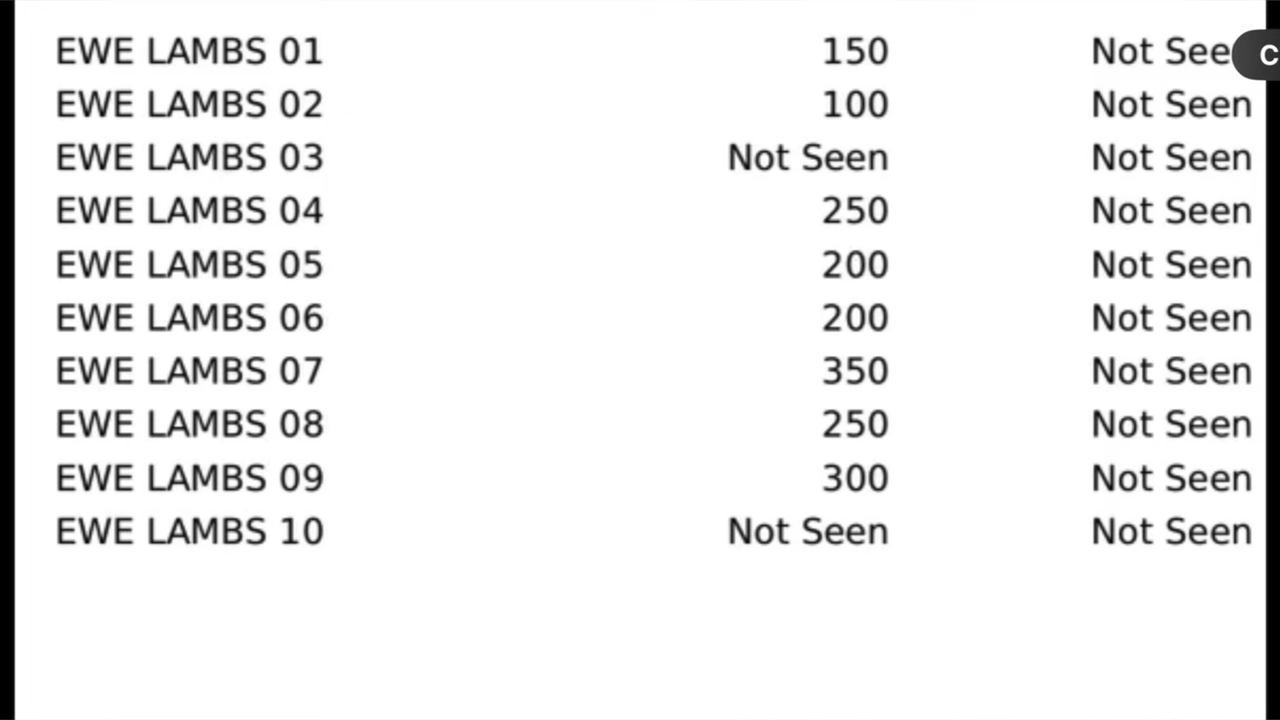 EWE LAMBS 01 150 Not See C
EWE LAMBS 02 100 Not Seen
EWE LAMBS 03 Not Seen Not Seen
EWE LAMBS 04 250 Not Seen
EWE LAMBS 05 200 Not Seen
EWE LAMBS 06 200 Not Seen
EWE LAMBS 07 350 Not Seen
EWE LAMBS 08 250 Not Seen
EWE LAMBS 09 300 Not Seen
EWE LAMBS 10 Not Seen Not Seen